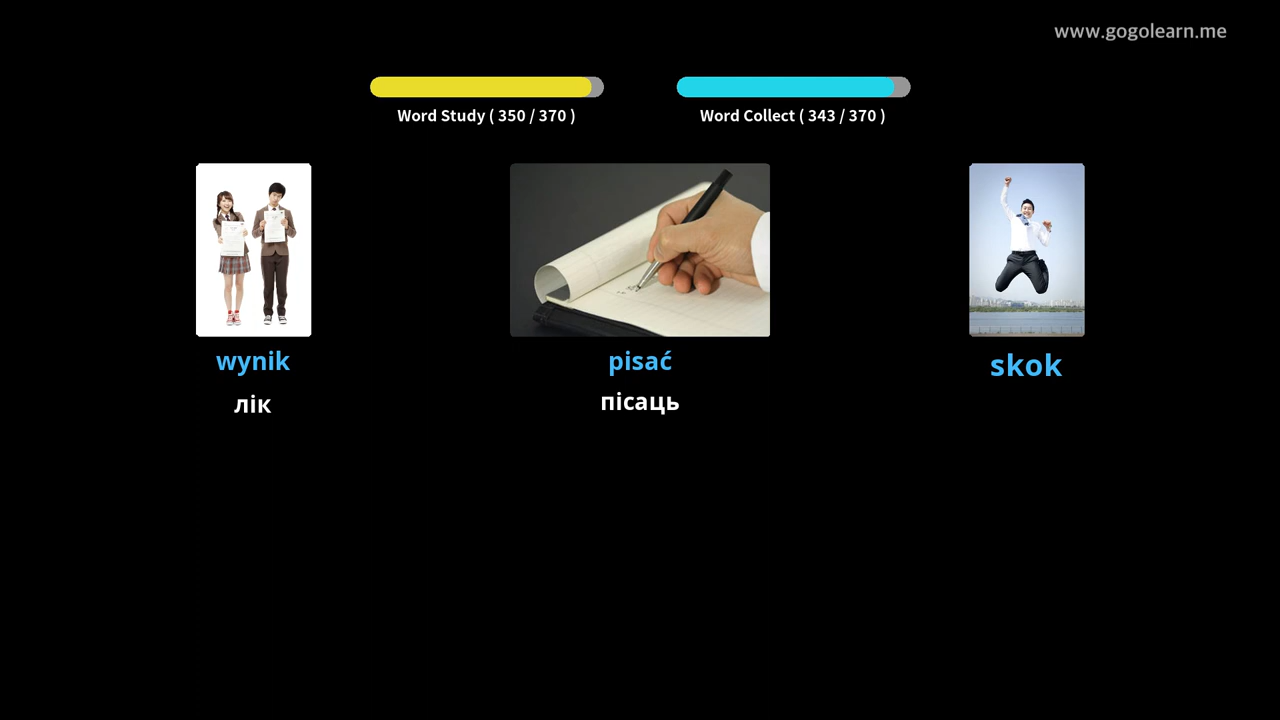 www.gogolearn.me
Word Study ( 350 / 370 )
Word Collect ( 343 / 370 )
wynik
лік
pisać
пісаць
skok